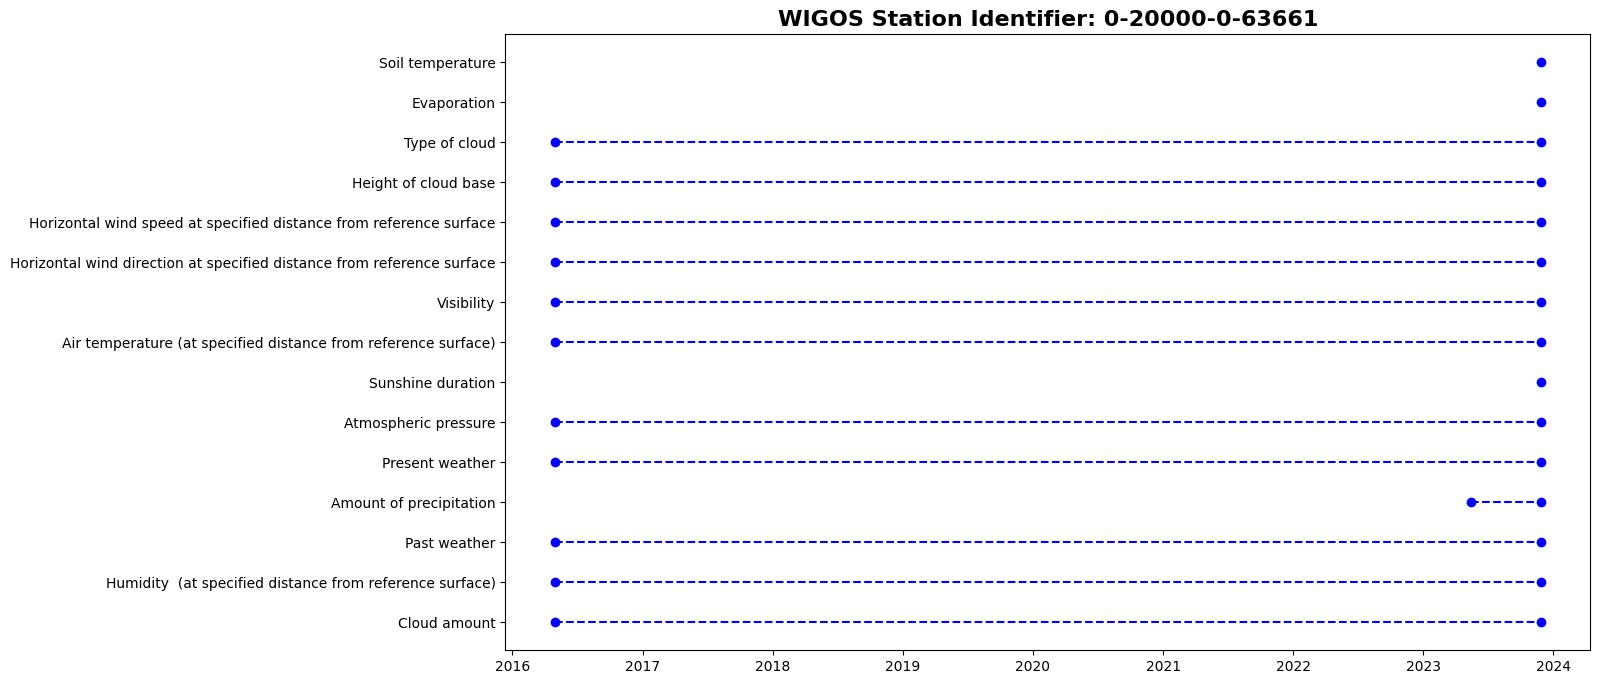 WIGOS Station Identifier: 0-20000-0-63661
Soil temperature
Evaporation
Type of cloud
Height of cloud base
Horizontal wind speed at specified distance from reference surface
Horizontal wind direction at specified distance from reference surface
Visibility
Air temperature (at specified distance from reference surface)
Sunshine duration
Atmospheric pressure
Present weather
Amount of precipitation
Past weather
Humidity  (at specified distance from reference surface)
Cloud amount
2016 2017 2018 2019 2020 2021 2022 2023 2024